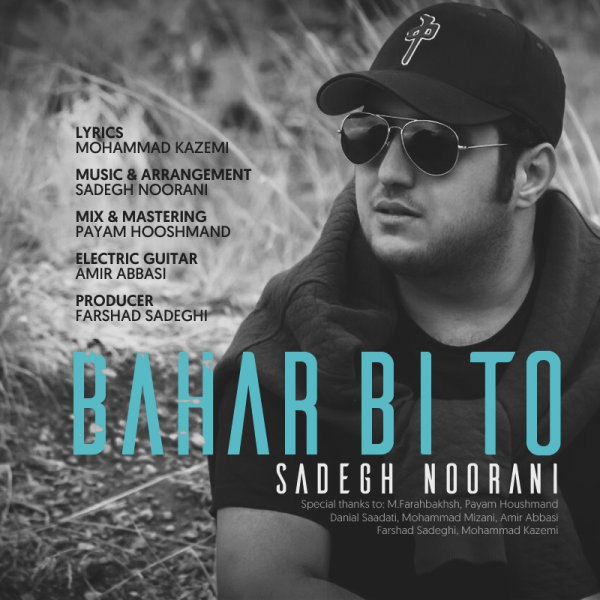 LYRICS
MOHAMMAD KAZEMI
MUSIC & ARRANGEMENT
SADEGH NOORANI
MIX & MASTERING
PAYAM HOOSHMAND
ELECTRIC GUITAR
AMIR ABBASI
PRODUCER
FARSHAD SADEGHI
BAHAR BI TO
SADEGH NOORANI
Special thanks to: M.Farahbakhsh, Payam Houshmand
Danial Saadati, Mohammad Mizani, Amir Abbasi
Farshad Sadeghi, Mohammad Kazemi